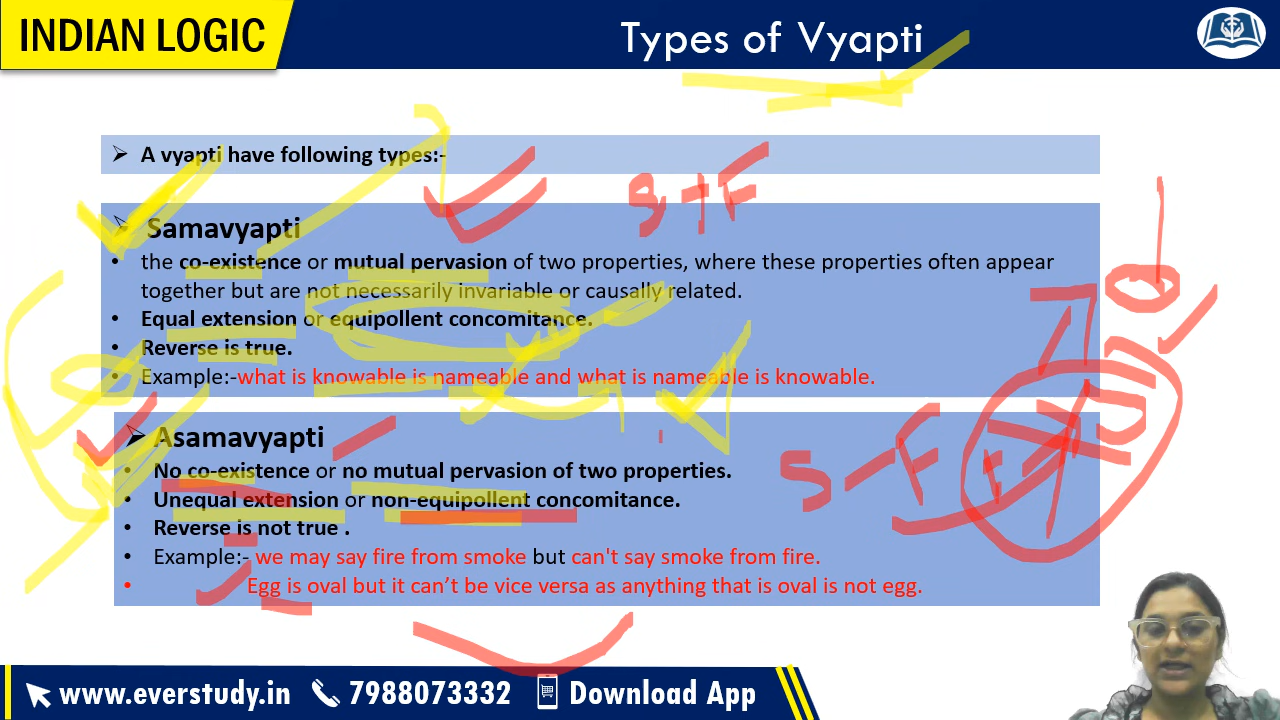 INDIAN LOGIC
Types of Vyapti
➢ A vyapti have following types:-
S + F
➢ Samavyapti
• the co-existence or mutual pervasion of two properties, where these properties often appear
together but are not necessarily invariable or causally related.
• Equal extension or equipollent concomitance.
• Reverse is true.
• Example:-what is knowable is nameable and what is nameable is knowable.
➢ Asamavyapti
• No co-existence or no mutual pervasion of two properties.
S - F
• Unequal extension or non-equipollent concomitance.
• Reverse is not true .
• Example:- we may say fire from smoke but can't say smoke from fire.
• Egg is oval but it can’t be vice versa as anything that is oval is not egg.
www.everstudy.in 7988073332 Download App